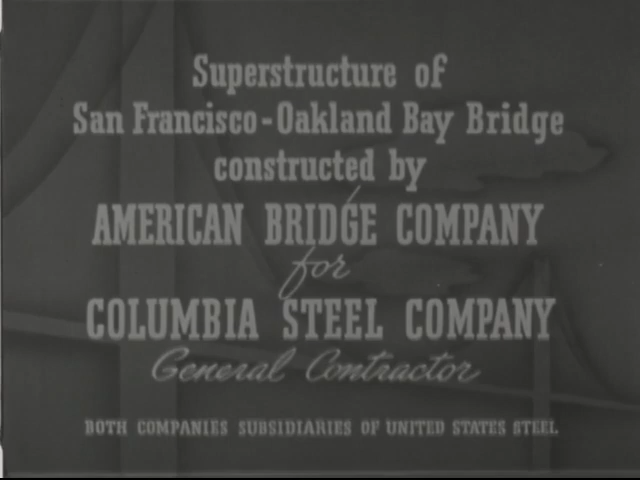 Superstructure of
San Francisco-Oakland Bay Bridge
constructed by
AMERICAN BRIDGE COMPANY
for
COLUMBIA STEEL COMPANY
General Contractor
BOTH COMPANIES SUBSIDIARIES OF UNITED STATES STEEL